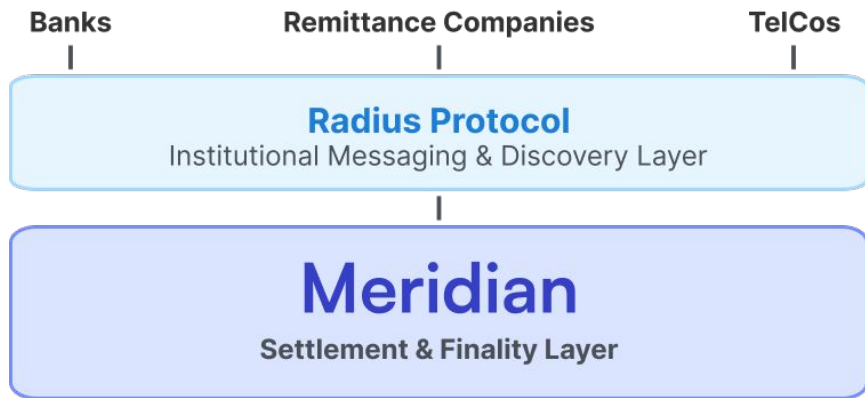 Banks Remittance Companies TelCos
Radius Protocol
Institutional Messaging & Discovery Layer
Meridian
Settlement & Finality Layer